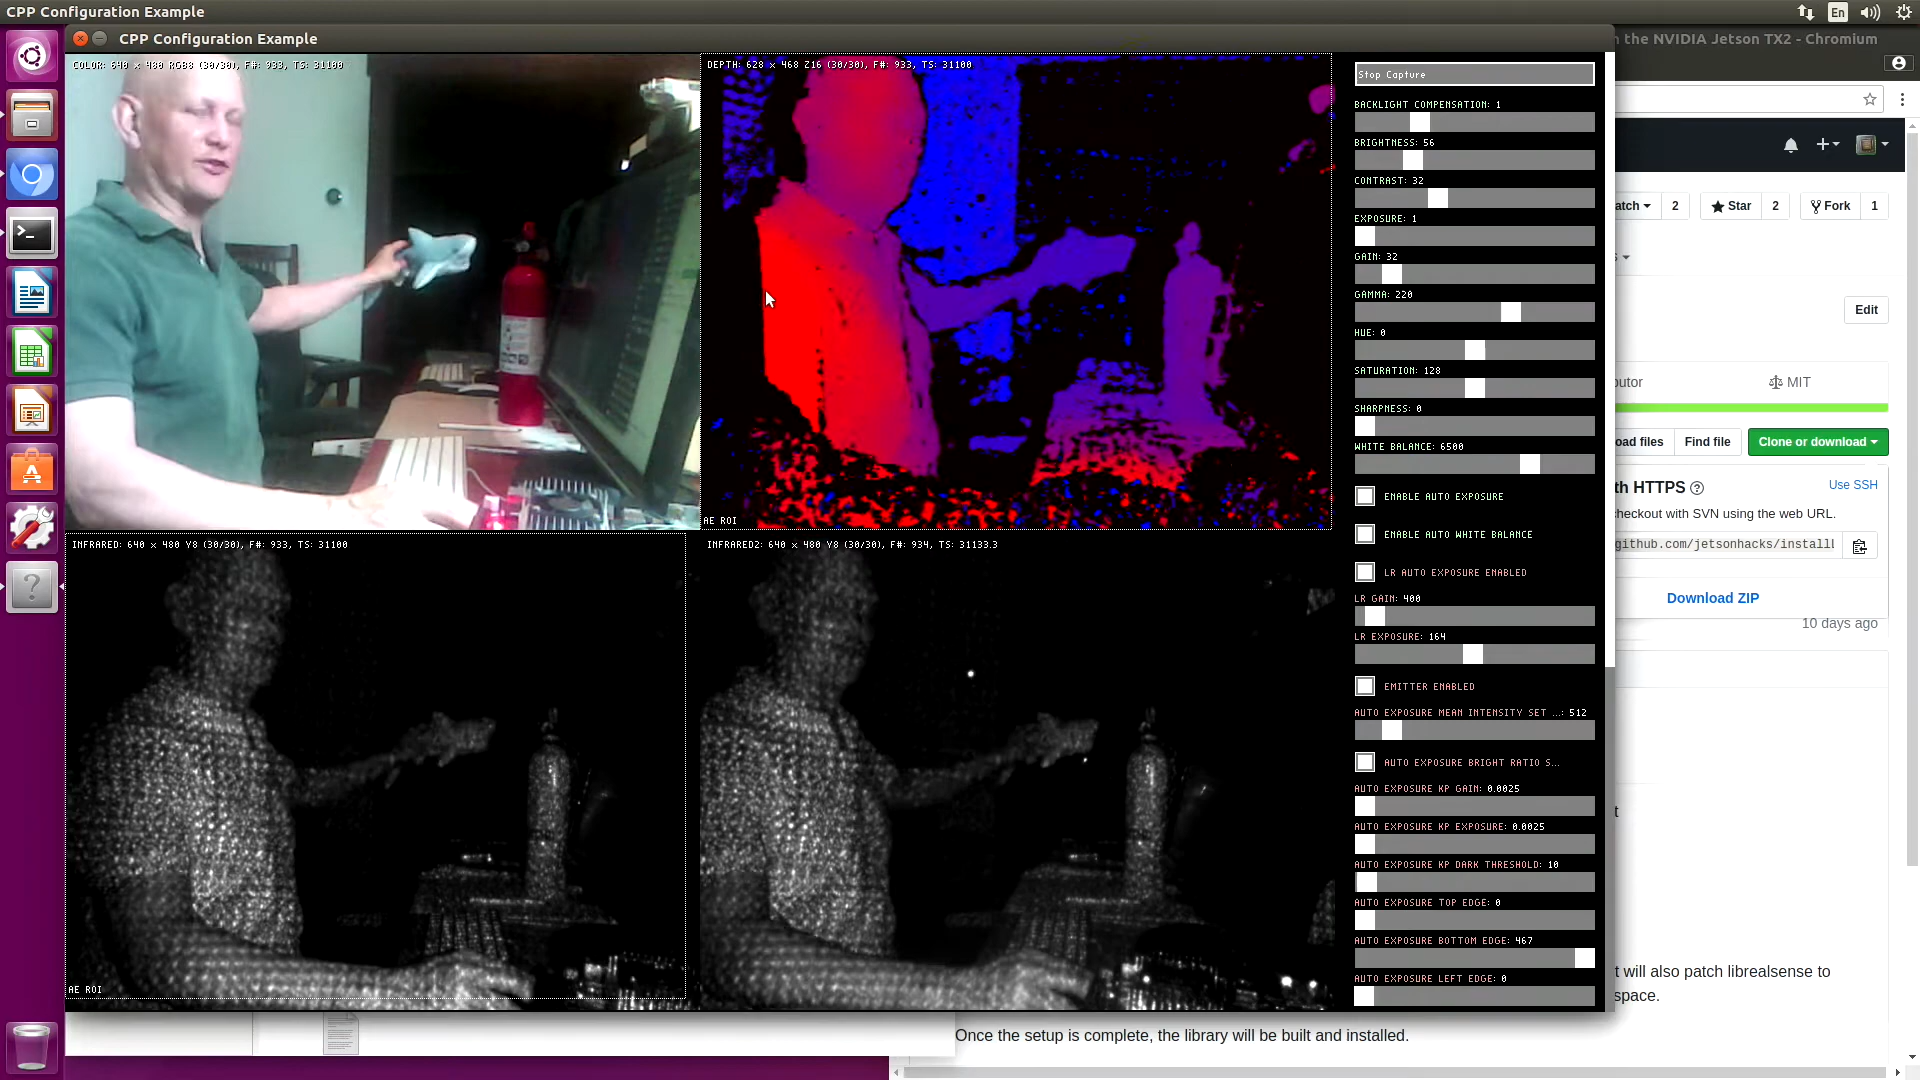 CPP Configuration Example
En
CPP Configuration Example
n the NVIDIA Jetson TX2 - Chromium
COLOR: 640 x 480 RGB8 (30/30), F#: 933, TS: 31100
DEPTH: 628 x 468 Z16 (30/30), F#: 933, TS: 31100
AE ROI
INFRARED: 640 x 480 Y8 (30/30), F#: 933, TS: 31100
INFRARED2: 640 x 480 Y8 (30/30), F#: 934, TS: 31133.3
AE ROI
Stop Capture
BACKLIGHT COMPENSATION: 1
BRIGHTNESS: 56
CONTRAST: 32
EXPOSURE: 1
GAIN: 32
GAMMA: 220
HUE: 0
SATURATION: 128
SHARPNESS: 0
WHITE BALANCE: 6500
ENABLE AUTO EXPOSURE
ENABLE AUTO WHITE BALANCE
LR AUTO EXPOSURE ENABLED
LR GAIN: 400
LR EXPOSURE: 164
EMITTER ENABLED
AUTO EXPOSURE MEAN INTENSITY SET ...: 512
AUTO EXPOSURE BRIGHT RATIO S...
AUTO EXPOSURE KP GAIN: 0.0025
AUTO EXPOSURE KP EXPOSURE: 0.0025
AUTO EXPOSURE KP DARK THRESHOLD: 10
AUTO EXPOSURE TOP EDGE: 0
AUTO EXPOSURE BOTTOM EDGE: 467
AUTO EXPOSURE LEFT EDGE: 0
atch 2 Star 2 Fork 1
s
Edit
butor MIT
oad files Find file Clone or download
th HTTPS Use SSH
checkout with SVN using the web URL.
github.com/jetsonhacks/installL
Download ZIP
10 days ago
t
t will also patch librealsense to
space.
Once the setup is complete, the library will be built and installed.